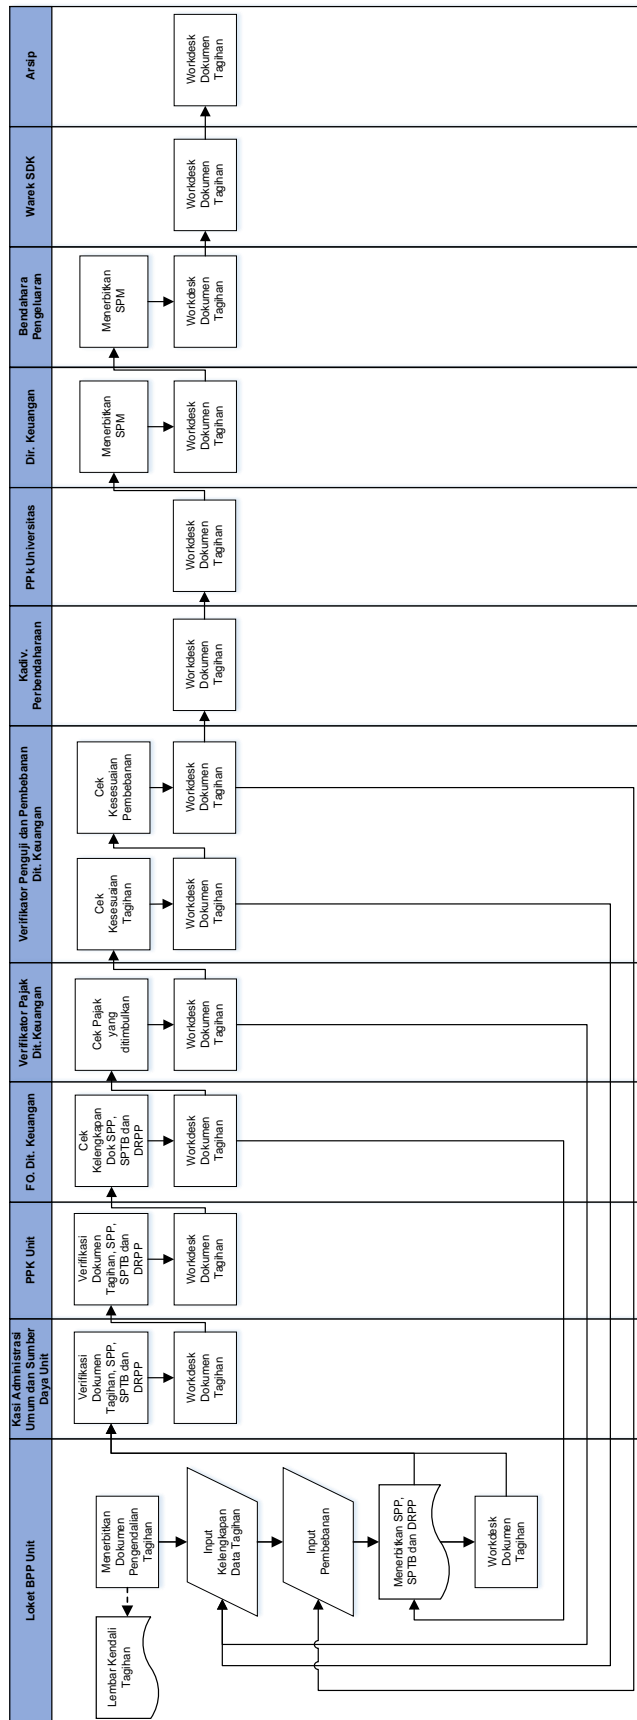 Loket BPP Unit
Lembar Kendali
Tagihan
Menerbitkan
Dokumen
Pengendalian
Tagihan
Input
Kelengkapan
Data Tagihan
Input
Pembebanan
Menerbitkan SPP,
SPTB dan DRPP
Workdesk
Dokumen
Tagihan
Kasi Administrasi
Umum dan Sumber
Daya Unit
Verifikasi
Dokumen
Tagihan, SPP,
SPTB dan
DRPP
Workdesk
Dokumen
Tagihan
PPK Unit
Verifikasi
Dokumen
Tagihan, SPP,
SPTB dan
DRPP
Workdesk
Dokumen
Tagihan
FO. Dit. Keuangan
Cek
Kelengkapan
Dok SPP,
SPTB dan
DRPP
Workdesk
Dokumen
Tagihan
Verifikator Pajak
Dit.Keuangan
Cek Pajak
yang
ditimbulkan
Workdesk
Dokumen
Tagihan
Verifikator Penguji dan Pembebanan
Dit. Keuangan
Cek
Kesesuaian
Tagihan
Workdesk
Dokumen
Tagihan
Cek
Kesesuaian
Pembebanan
Workdesk
Dokumen
Tagihan
Kadiv.
Perbendaharaan
Workdesk
Dokumen
Tagihan
PPk Universitas
Workdesk
Dokumen
Tagihan
Dir. Keuangan
Menerbitkan
SPM
Workdesk
Dokumen
Tagihan
Bendahara
Pengeluaran
Menerbitkan
SPM
Workdesk
Dokumen
Tagihan
Warek SDK
Workdesk
Dokumen
Tagihan
Arsip
Workdesk
Dokumen
Tagihan